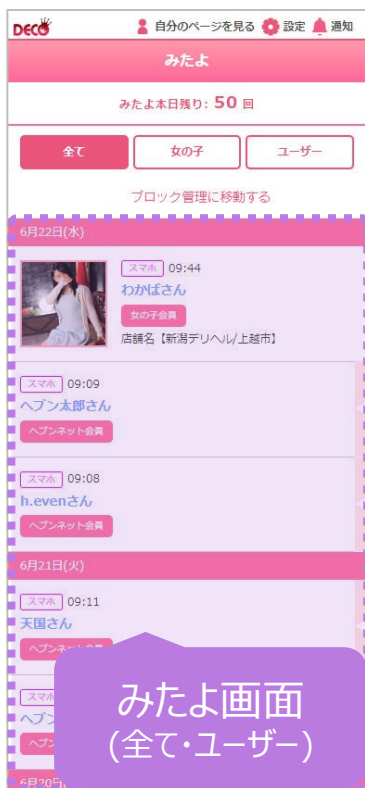 DECO 自分のページを見る 設定 通知
みたよ
みたよ本日残り: 50 回
全て 女の子 ユーザー
ブロック管理に移動する
6月22日(水)
スマホ 09:44
わかばさん
女の子会員
店舗名【新潟デリヘル/上越市】
スマホ 09:09
ヘブン太郎さん
ヘブンネット会員
スマホ 09:08
h.evenさん
ヘブンネット会員
6月21日(火)
スマホ 09:11
天国さん
みたよ画面
(全て・ユーザー)